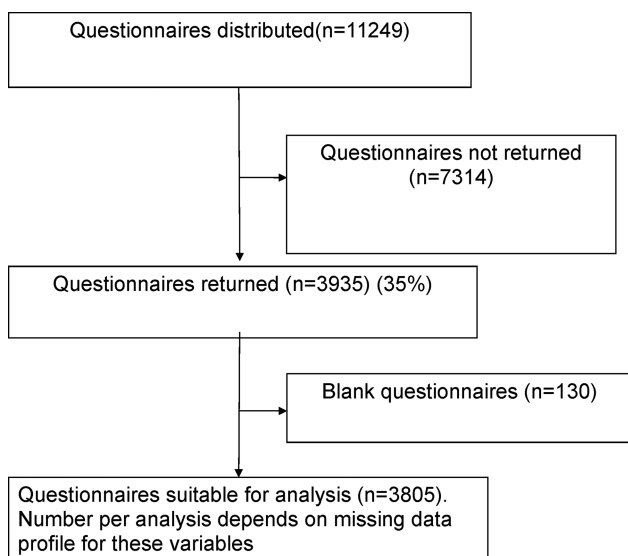 Questionnaires distributed(n=11249)
Questionnaires not returned
(n=7314)
Questionnaires returned (n=3935) (35%)
Blank questionnaires (n=130)
Questionnaires suitable for analysis (n=3805).
Number per analysis depends on missing data
profile for these variables